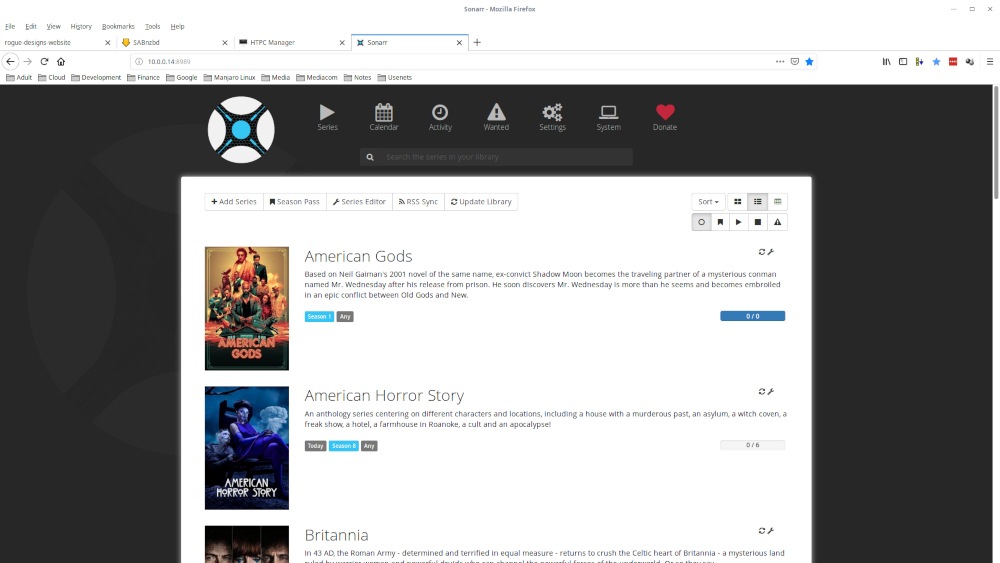 Sonarr - Mozilla Firefox
File Edit View History Bookmarks Tools Help
rogue-designs-website
SABnzbd
HTPC Manager
Sonarr
10.0.0.14:8989
Adult Cloud Development Finance Google Manjaro Linux Media Mediacom Notes Usenets
Series Calendar Activity Wanted Settings System Donate
Search the series in your library
Add Series Season Pass Series Editor RSS Sync Update Library
Sort
American Gods
Based on Neil Gaiman's 2001 novel of the same name, ex-convict Shadow Moon becomes the traveling partner of a mysterious conman
named Mr. Wednesday after his release from prison. He soon discovers Mr. Wednesday is more than he seems and becomes embroiled
in an epic conflict between Old Gods and New.
Season 1 Any
0 / 0
AMERICAN
GODS
American Horror Story
An anthology series centering on different characters and locations, including a house with a murderous past, an asylum, a witch coven, a
freak show, a hotel, a farmhouse in Roanoke, a cult and an apocalypse!
Today Season 8 Any
0 / 6
AMERICAN
HORROR STORY
Britannia
In 43 AD, the Roman Army - determined and terrified in equal measure - returns to crush the Celtic heart of Britannia - a mysterious land